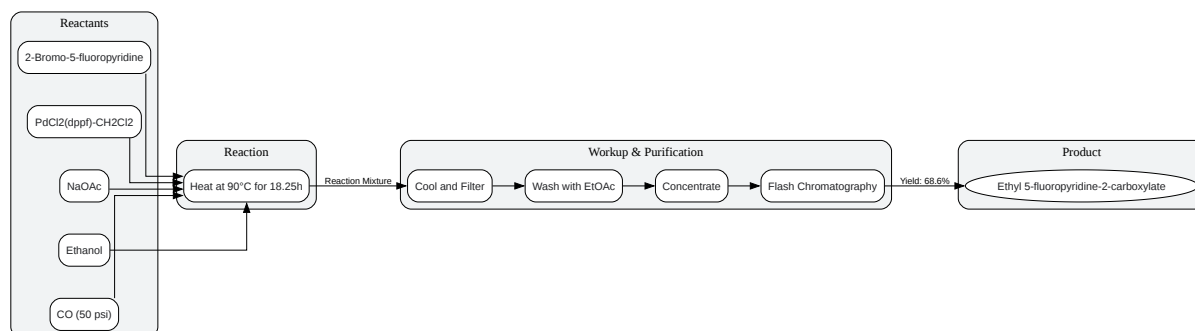 Reactants
2-Bromo-5-fluoropyridine
PdCl2(dppf)-CH2Cl2
NaOAc
Ethanol
CO (50 psi)
Reaction
Heat at 90°C for 18.25h
Reaction Mixture
Workup & Purification
Cool and Filter
Wash with EtOAc
Concentrate
Flash Chromatography
Yield: 68.6%
Product
Ethyl 5-fluoropyridine-2-carboxylate